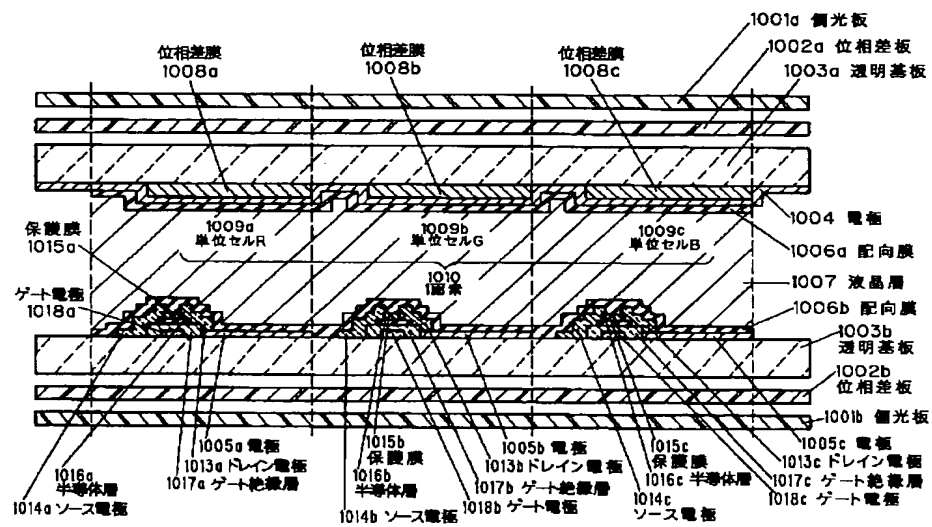 位相差膜
1008a
位相差膜
1008b
位相差膜
1008c
1001a 偏光板
1002a 位相差板
1003a 透明基板
1004 電極
1006a 配向膜
1007 液晶層
1006b 配向膜
1003b
透明基板
1002b
位相差板
1001b 偏光板
保護膜
1015a
ゲート電極
1018a
1009a
単位セルR
1009b
単位セルG
1009c
単位セルB
1010
1画素
1005a 電極
1013a ドレイン電極
1017a ゲート絶縁層
1016a
半導体層
1014a ソース電極
1015b
保護膜
1016b
半導体層
1014b ソース電極
1005b 電極
1013b ドレイン電極
1017b ゲート絶縁層
1018b ゲート電極
1015c
保護膜
1016c 半導体層
1014c
ソース電極
1005c 電極
1013c ドレイン電極
1017c ゲート絶縁層
1018c ゲート電極